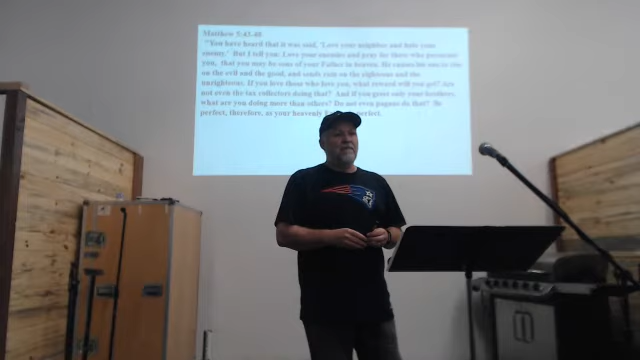 Matthew 5:43-48
"You have heard that it was said, 'Love your neighbor and hate your
enemy.' But I tell you: Love your enemies and pray for those who persecute
you, that you may be sons of your Father in heaven. He causes his sun to rise
on the evil and the good, and sends rain on the righteous and the
unrighteous. If you love those who love you, what reward will you get? Are
not even the tax collectors doing that? And if you greet only your brothers,
what are you doing more than others? Do not even pagans do that? Be
perfect, therefore, as your heavenly perfect.